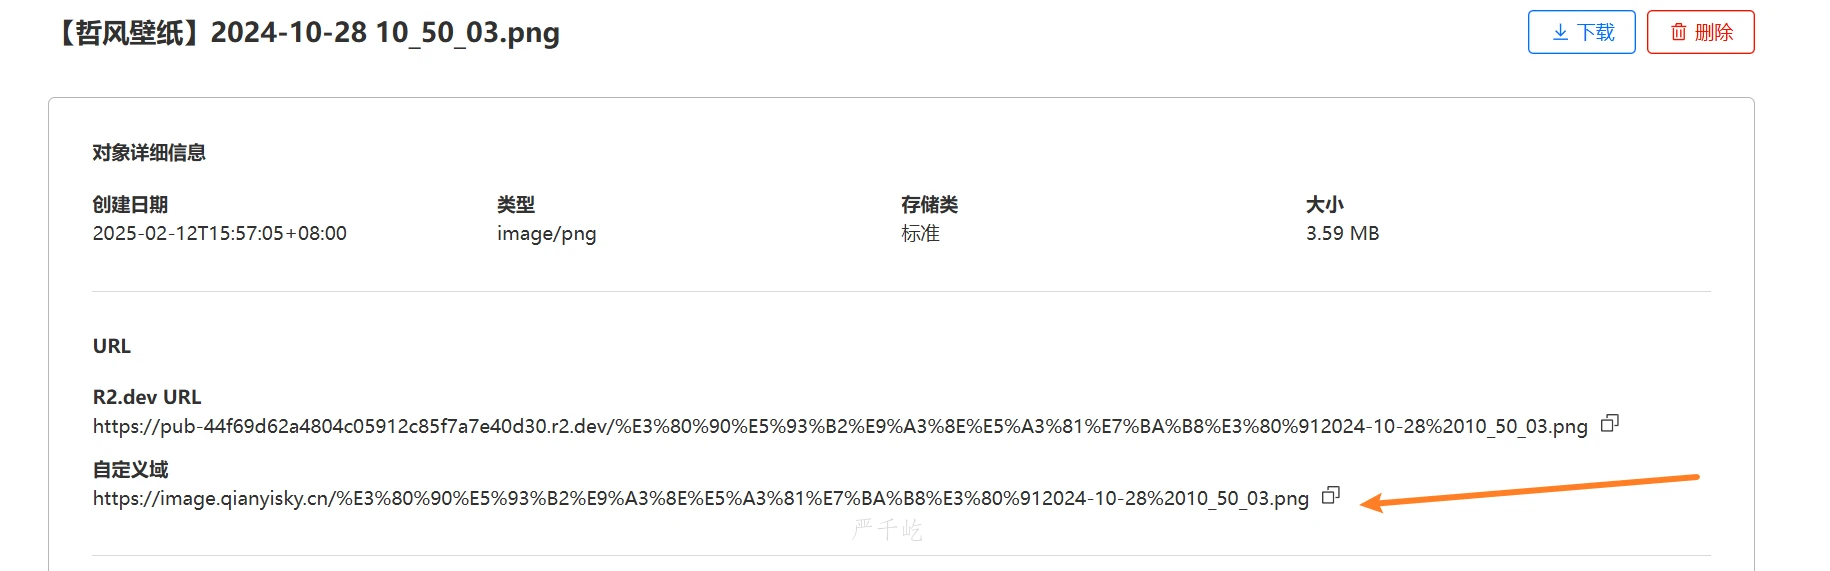 【哲风壁纸】2024-10-28 10_50_03.png
下载
删除
对象详细信息
创建日期
2025-02-12T15:57:05+08:00
类型
image/png
存储类
标准
大小
3.59 MB
URL
R2.dev URL
https://pub-44f69d62a4804c05912c85f7a7e40d30.r2.dev/%E3%80%90%E5%93%B2%E9%A3%8E%E5%A3%81%E7%BA%B8%E3%80%912024-10-28%2010_50_03.png
自定义域
https://image.qianyisky.cn/%E3%80%90%E5%93%B2%E9%A3%8E%E5%A3%81%E7%BA%B8%E3%80%912024-10-28%2010_50_03.png
严千屹